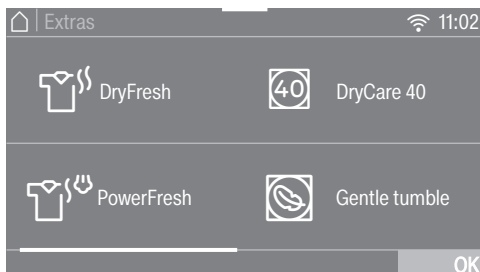 Extras 11:02
DryFresh
40 DryCare 40
PowerFresh
Gentle tumble
OK